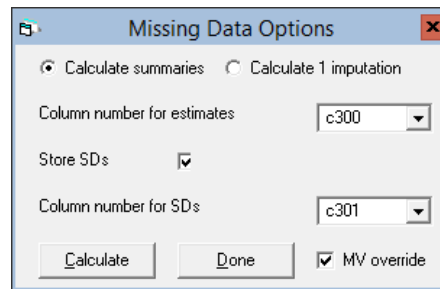 Missing Data Options
Calculate summaries Calculate 1 imputation
Column number for estimates c300
Store SDs
Column number for SDs c301
Calculate Done MV override